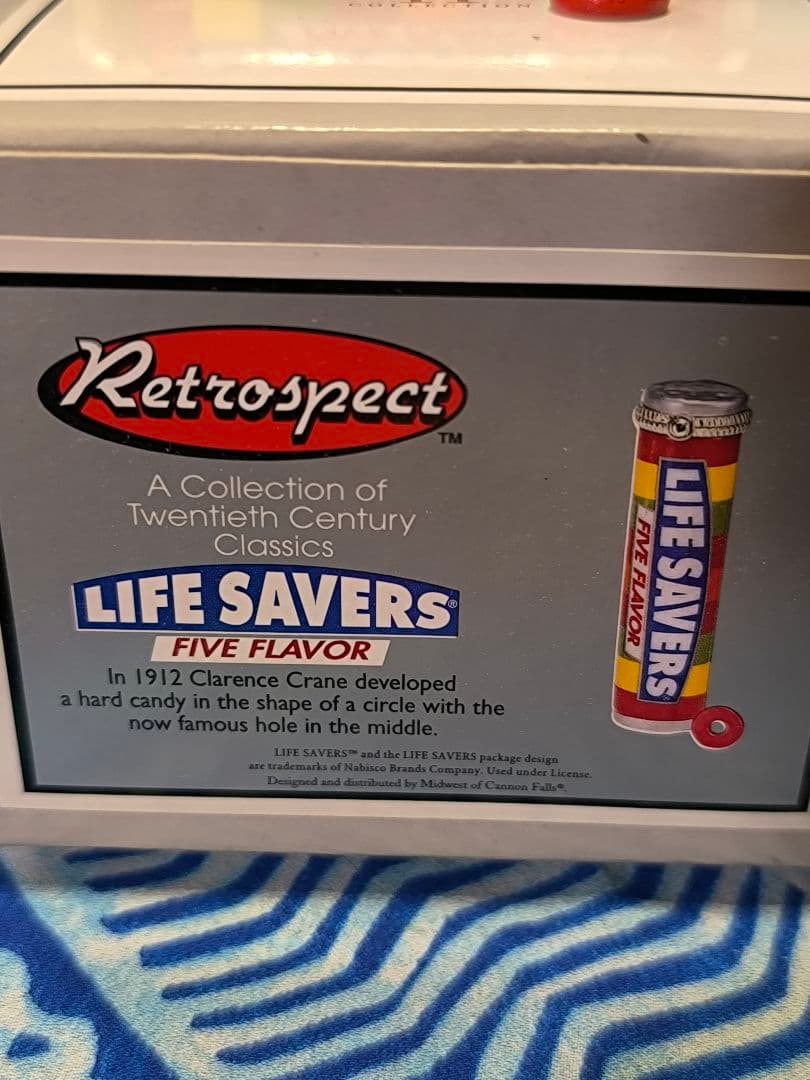 COLLECTION
Retrospect
TM
A Collection of
Twentieth Century
Classics
LIFE SAVERS®
FIVE FLAVOR
In 1912 Clarence Crane developed
a hard candy in the shape of a circle with the
now famous hole in the middle.
LIFE SAVERS™ and the LIFE SAVERS package design
are trademarks of Nabisco Brands Company. Used under License.
Designed and distributed by Midwest of Cannon Falls®.
LIFE SAVERS
FIVE FLAVOR